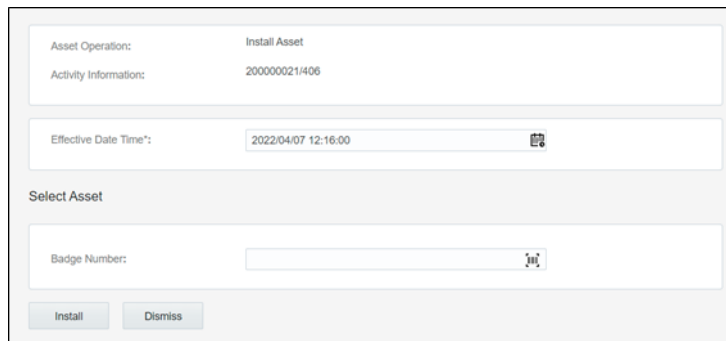 Asset Operation: Install Asset
Activity Information: 200000021/406
Effective Date Time*: 2022/04/07 12:16:00
Select Asset
Badge Number:
Install Dismiss